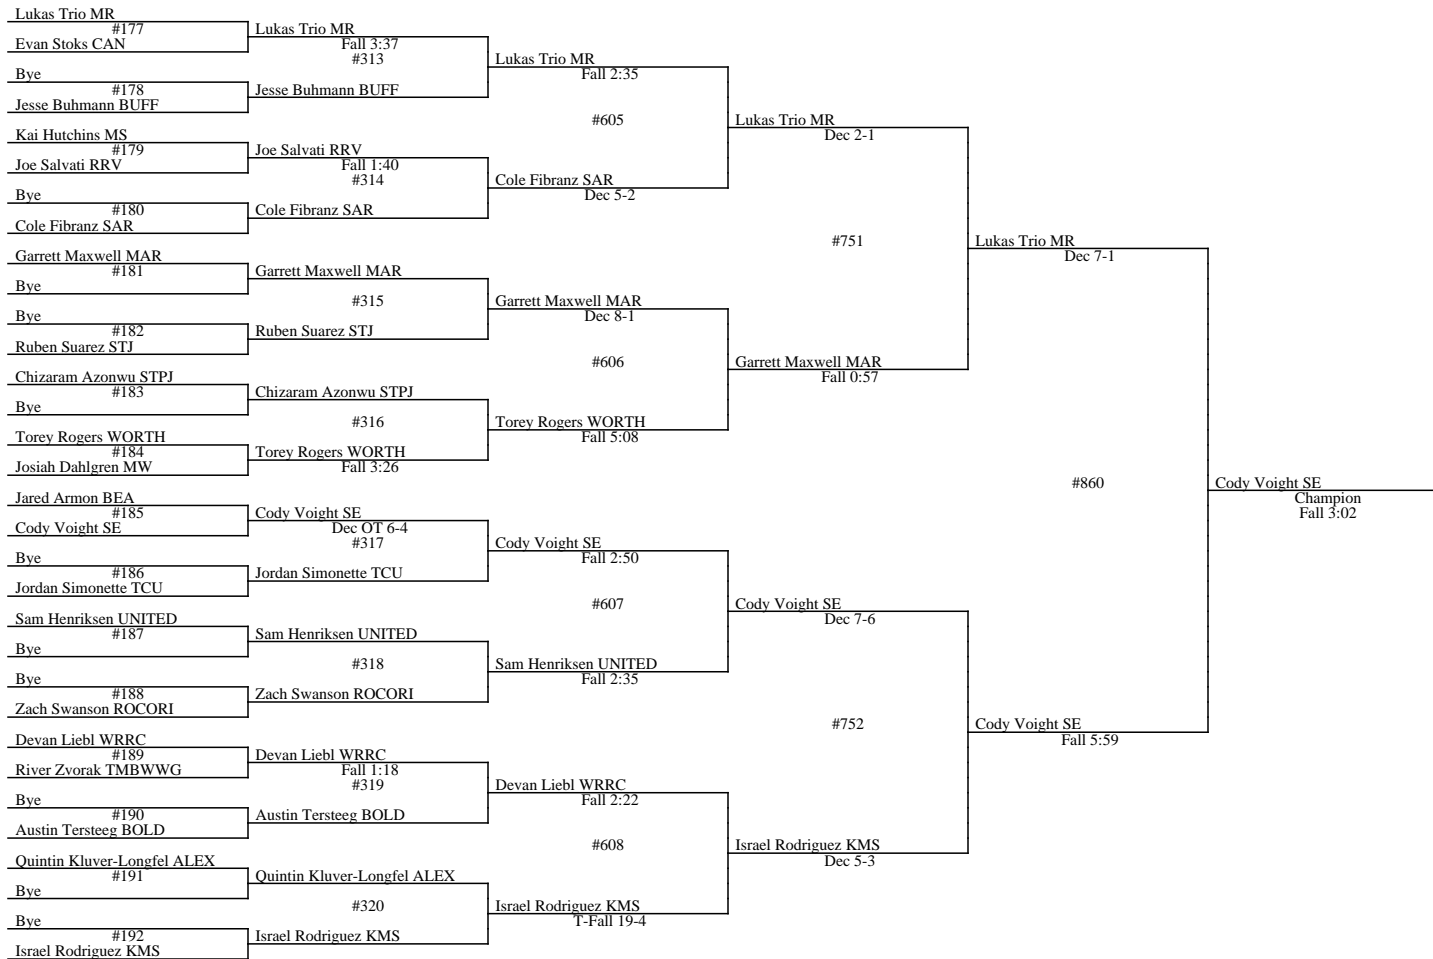 Lukas Trio MR
#177
Evan Stoks CAN
Bye
#178
Jesse Buhmann BUFF
Kai Hutchins MS
#179
Joe Salvati RRV
Bye
#180
Cole Fibranz SAR
Garrett Maxwell MAR
#181
Bye
Bye
#182
Ruben Suarez STJ
Chizaram Azonwu STPJ
#183
Bye
Torey Rogers WORTH
#184
Josiah Dahlgren MW
Jared Armon BEA
#185
Cody Voight SE
Bye
#186
Jordan Simonette TCU
Sam Henriksen UNITED
#187
Bye
Bye
#188
Zach Swanson ROCORI
Devan Liebl WRRC
#189
River Zvorak TMBWWG
Bye
#190
Austin Tersteeg BOLD
Quintin Kluver-Longfel ALEX
#191
Bye
Bye
#192
Israel Rodriguez KMS
Lukas Trio MR
Fall 3:37
#313
Jesse Buhmann BUFF
Joe Salvati RRV
Fall 1:40
#314
Cole Fibranz SAR
Garrett Maxwell MAR
#315
Ruben Suarez STJ
Chizaram Azonwu STPJ
#316
Torey Rogers WORTH
Fall 3:26
Cody Voight SE
Dec OT 6-4
#317
Jordan Simonette TCU
Sam Henriksen UNITED
#318
Zach Swanson ROCORI
Devan Liebl WRRC
Fall 1:18
#319
Austin Tersteeg BOLD
Quintin Kluver-Longfel ALEX
#320
Israel Rodriguez KMS
Lukas Trio MR
Fall 2:35
#605
Cole Fibranz SAR
Dec 5-2
Garrett Maxwell MAR
Dec 8-1
#606
Torey Rogers WORTH
Fall 5:08
Cody Voight SE
Fall 2:50
#607
Sam Henriksen UNITED
Fall 2:35
Devan Liebl WRRC
Fall 2:22
#608
Israel Rodriguez KMS
T-Fall 19-4
Lukas Trio MR
Dec 2-1
#751
Garrett Maxwell MAR
Fall 0:57
Cody Voight SE
Dec 7-6
#752
Israel Rodriguez KMS
Dec 5-3
Lukas Trio MR
Dec 7-1
#860
Cody Voight SE
Fall 5:59
Cody Voight SE
Champion
Fall 3:02